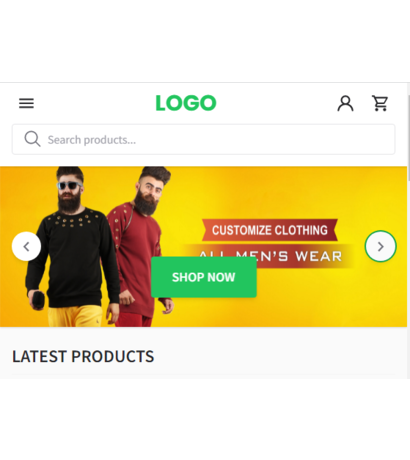 LOGO
Search products...
CUSTOMIZE CLOTHING
ALL MEN'S WEAR
SHOP NOW
LATEST PRODUCTS